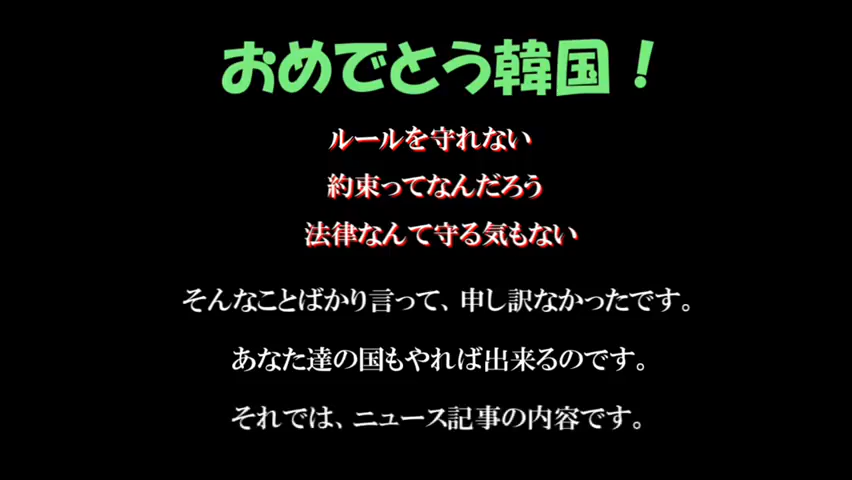 おめでとう韓国！
ルールを守れない
約束ってなんだろう
法律なんて守る気もない
そんなことばかり言って、申し訳なかったです。
あなた達の国もやれば出来るのです。
それでは、ニュース記事の内容です。